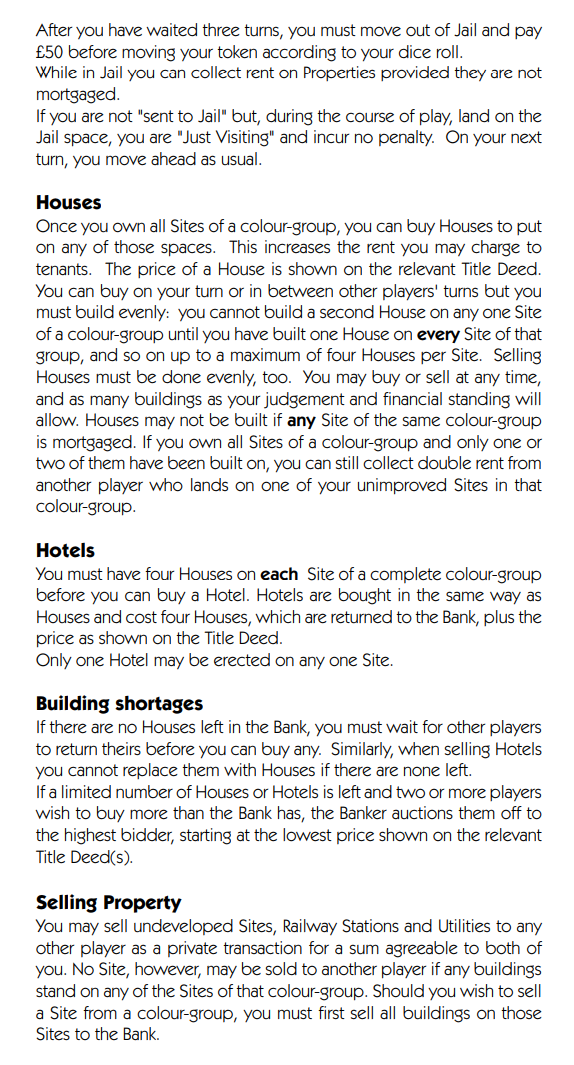 After you have waited three turns, you must move out of Jail and pay
£50 before moving your token according to your dice roll.
While in Jail you can collect rent on Properties provided they are not
mortgaged.
If you are not "sent to Jail" but, during the course of play, land on the
Jail space, you are "Just Visiting" and incur no penalty.  On your next
turn, you move ahead as usual.
Houses
Once you own all Sites of a colour-group, you can buy Houses to put
on any of those spaces.  This increases the rent you may charge to
tenants.  The price of a House is shown on the relevant Title Deed.
You can buy on your turn or in between other players' turns but you
must build evenly:  you cannot build a second House on any one Site
of a colour-group until you have built one House on every Site of that
group, and so on up to a maximum of four Houses per Site.  Selling
Houses must be done evenly, too.  You may buy or sell at any time,
and as many buildings as your judgement and financial standing will
allow. Houses may not be built if any Site of the same colour-group
is mortgaged. If you own all Sites of a colour-group and only one or
two of them have been built on, you can still collect double rent from
another player who lands on one of your unimproved Sites in that
colour-group.
Hotels
You must have four Houses on each  Site of a complete colour-group
before you can buy a Hotel. Hotels are bought in the same way as
Houses and cost four Houses, which are returned to the Bank, plus the
price as shown on the Title Deed.
Only one Hotel may be erected on any one Site.
Building shortages
If there are no Houses left in the Bank, you must wait for other players
to return theirs before you can buy any.  Similarly, when selling Hotels
you cannot replace them with Houses if there are none left.
If a limited number of Houses or Hotels is left and two or more players
wish to buy more than the Bank has, the Banker auctions them off to
the highest bidder, starting at the lowest price shown on the relevant
Title Deed(s).
Selling Property
You may sell undeveloped Sites, Railway Stations and Utilities to any
other player as a private transaction for a sum agreeable to both of
you. No Site, however, may be sold to another player if any buildings
stand on any of the Sites of that colour-group. Should you wish to sell
a Site from a colour-group, you must first sell all buildings on those
Sites to the Bank.